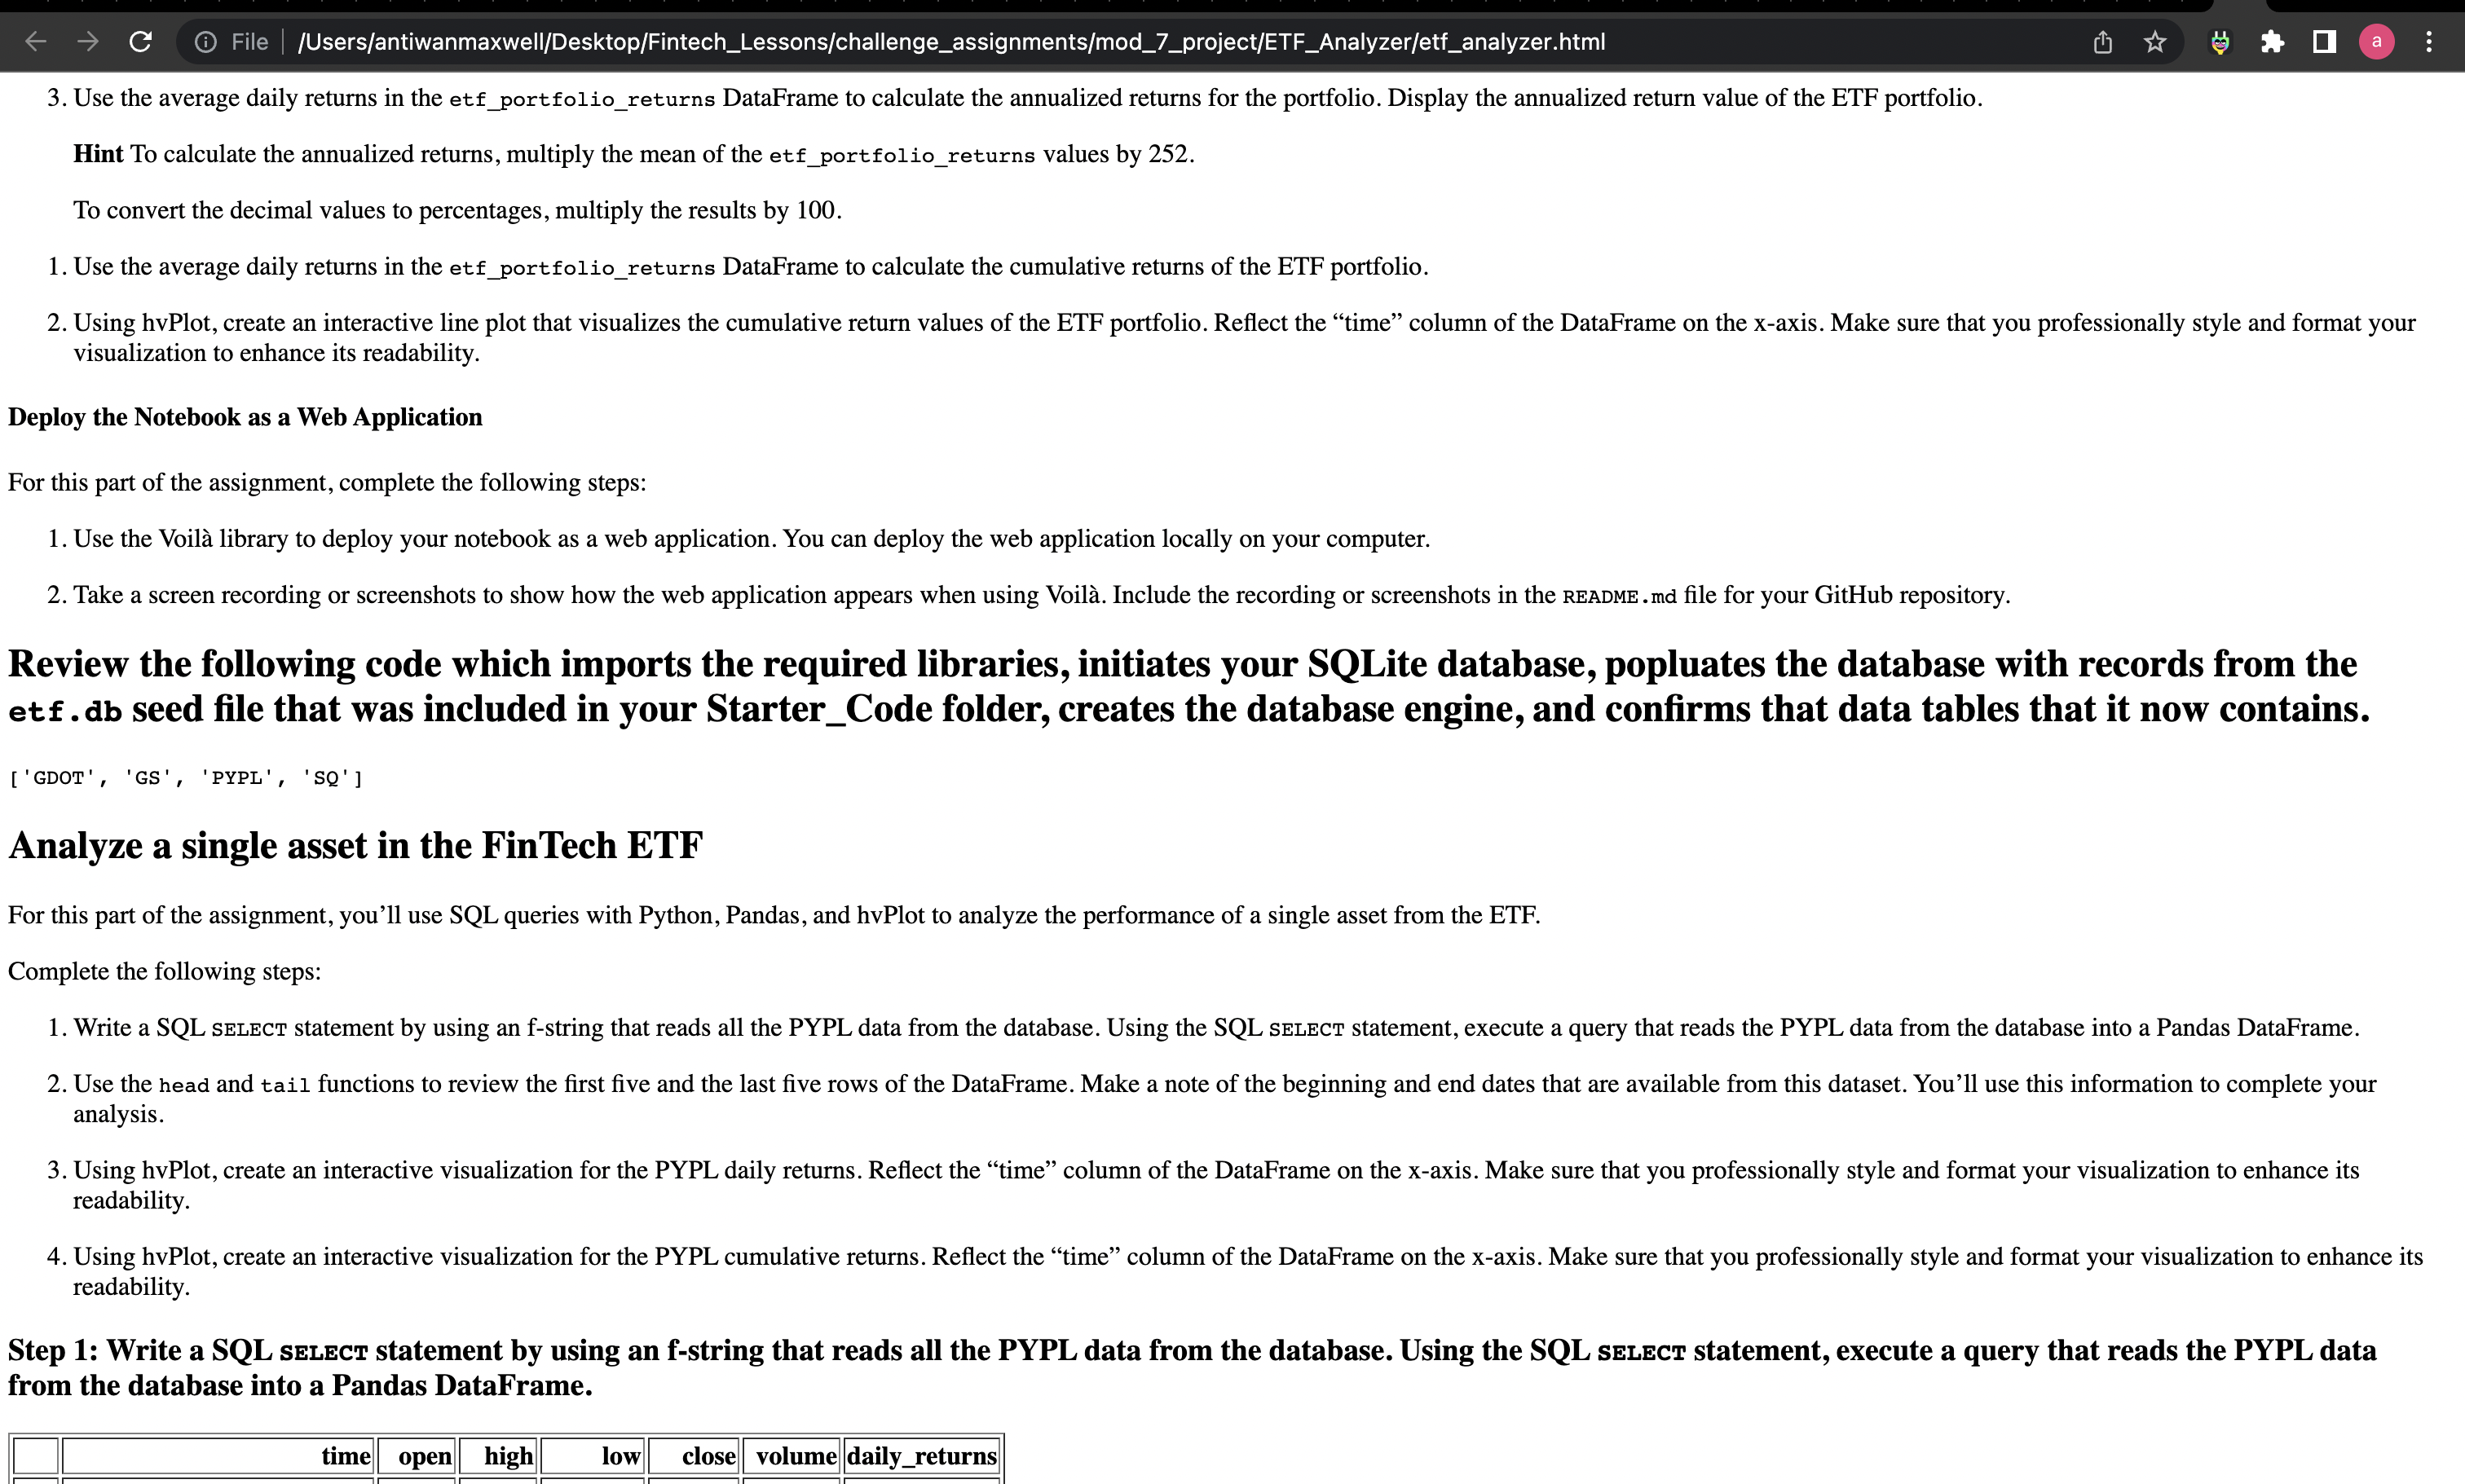 File | /Users/antiwanmaxwell/Desktop/Fintech_Lessons/challenge_assignments/mod_7_project/ETF_Analyzer/etf_analyzer.html
a
3. Use the average daily returns in the etf_portfolio_returns DataFrame to calculate the annualized returns for the portfolio. Display the annualized return value of the ETF portfolio.
Hint To calculate the annualized returns, multiply the mean of the etf_portfolio_returns values by 252.
To convert the decimal values to percentages, multiply the results by 100.
1. Use the average daily returns in the etf_portfolio_returns DataFrame to calculate the cumulative returns of the ETF portfolio.
2. Using hvPlot, create an interactive line plot that visualizes the cumulative return values of the ETF portfolio. Reflect the “time” column of the DataFrame on the x-axis. Make sure that you professionally style and format your
visualization to enhance its readability.
Deploy the Notebook as a Web Application
For this part of the assignment, complete the following steps:
1. Use the Voilà library to deploy your notebook as a web application. You can deploy the web application locally on your computer.
2. Take a screen recording or screenshots to show how the web application appears when using Voilà. Include the recording or screenshots in the README.md file for your GitHub repository.
Review the following code which imports the required libraries, initiates your SQLite database, popluates the database with records from the
etf.db seed file that was included in your Starter_Code folder, creates the database engine, and confirms that data tables that it now contains.
['GDOT', 'GS', 'PYPL', 'SQ']
Analyze a single asset in the FinTech ETF
For this part of the assignment, you’ll use SQL queries with Python, Pandas, and hvPlot to analyze the performance of a single asset from the ETF.
Complete the following steps:
1. Write a SQL SELECT statement by using an f-string that reads all the PYPL data from the database. Using the SQL SELECT statement, execute a query that reads the PYPL data from the database into a Pandas DataFrame.
2. Use the head and tail functions to review the first five and the last five rows of the DataFrame. Make a note of the beginning and end dates that are available from this dataset. You’ll use this information to complete your
analysis.
3. Using hvPlot, create an interactive visualization for the PYPL daily returns. Reflect the “time” column of the DataFrame on the x-axis. Make sure that you professionally style and format your visualization to enhance its
readability.
4. Using hvPlot, create an interactive visualization for the PYPL cumulative returns. Reflect the “time” column of the DataFrame on the x-axis. Make sure that you professionally style and format your visualization to enhance its
readability.
Step 1: Write a SQL SELECT statement by using an f-string that reads all the PYPL data from the database. Using the SQL SELECT statement, execute a query that reads the PYPL data
from the database into a Pandas DataFrame.
time open high low close volume daily_returns